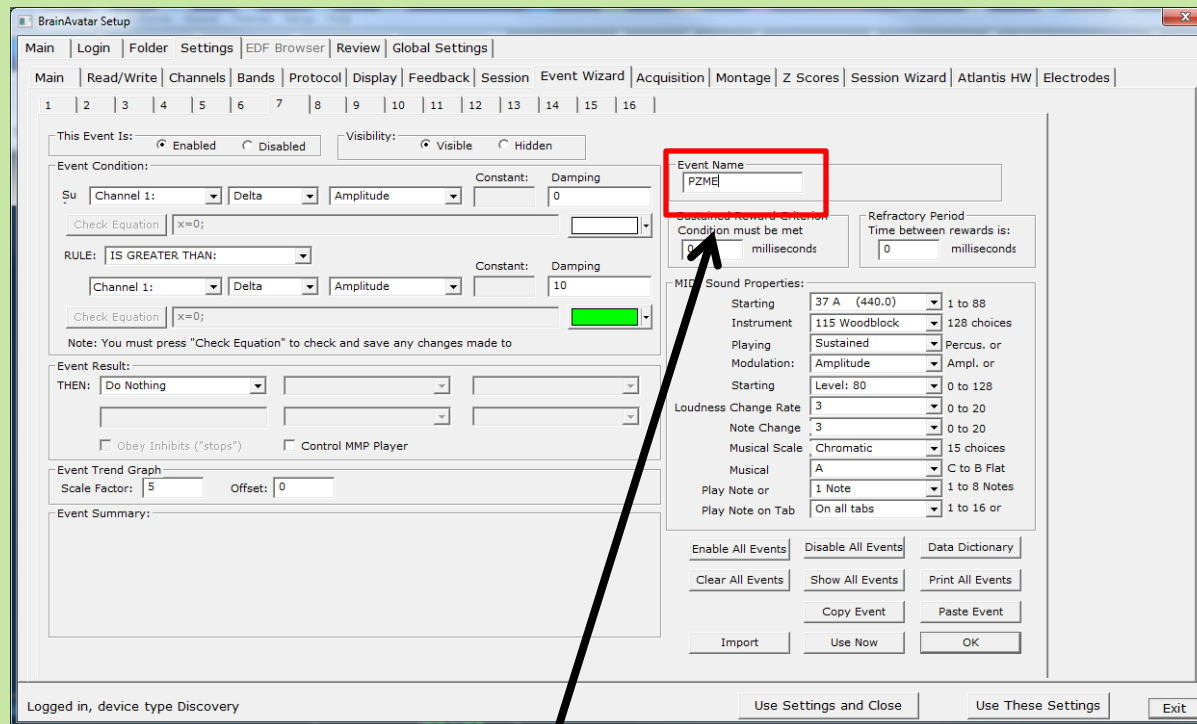 BrainAvatar Setup
Main Login Folder Settings EDF Browser Review Global Settings
Main Read/Write Channels Bands Protocol Display Feedback Session Event Wizard Acquisition Montage Z Scores Session Wizard Atlantis HW Electrodes
1 2 3 4 5 6 7 8 9 10 11 12 13 14 15 16
This Event Is: Enabled Disabled
Visibility: Visible Hidden
Event Condition:
Constant: Damping
Su Channel 1: Delta Amplitude 0
Check Equation x=0;
RULE: IS GREATER THAN:
Constant: Damping
Channel 1: Delta Amplitude 10
Check Equation x=0;
Note: You must press "Check Equation" to check and save any changes made to
Event Result:
THEN: Do Nothing
Obey Inhibits ("stops") Control MMP Player
Event Trend Graph
Scale Factor: 5 Offset: 0
Event Summary:
Event Name
PZME
Sustained Reward Criterion
Condition must be met
0 milliseconds
Refractory Period
Time between rewards is:
0 milliseconds
MIDI Sound Properties:
Starting 37 A (440.0) 1 to 88
Instrument 115 Woodblock 128 choices
Playing Sustained Percus. or
Modulation: Amplitude Ampl. or
Starting Level: 80 0 to 128
Loudness Change Rate 3 0 to 20
Note Change 3 0 to 20
Musical Scale Chromatic 15 choices
Musical A C to B Flat
Play Note or 1 Note 1 to 8 Notes
Play Note on Tab On all tabs 1 to 16 or
Enable All Events Disable All Events Data Dictionary
Clear All Events Show All Events Print All Events
Copy Event Paste Event
Import Use Now OK
Logged in, device type Discovery
Use Settings and Close Use These Settings Exit